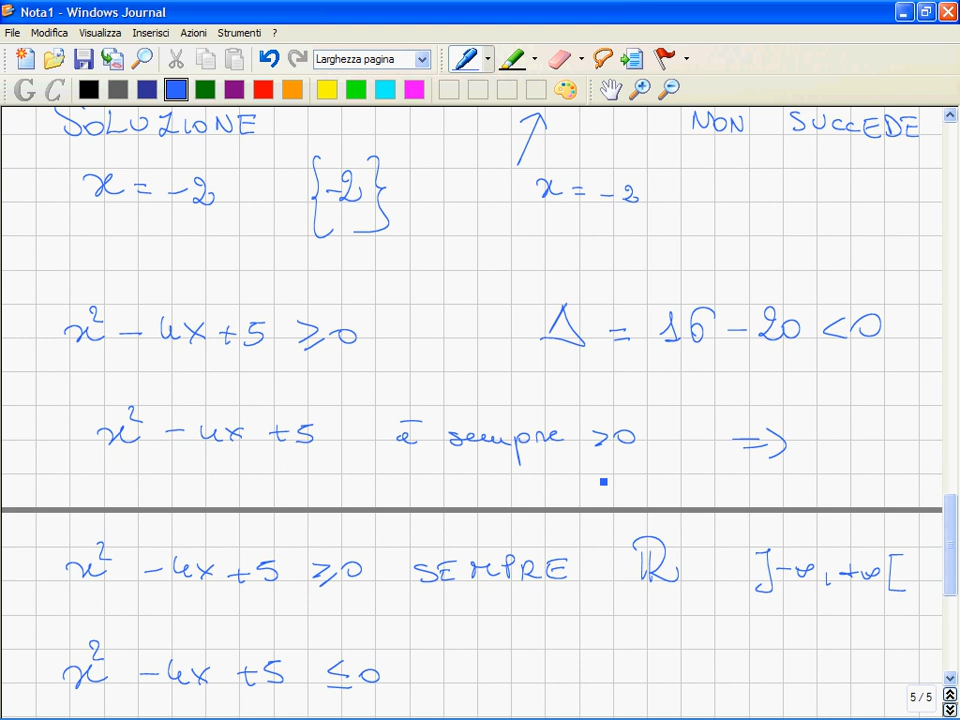 Nota1 - Windows Journal
File Modifica Visualizza Inserisci Azioni Strumenti ?
Larghezza pagina
G C
SOLUZIONE NON SUCCEDE
x = -2 {-2} x = -2
x² - 4x + 5 ≥ 0 Δ = 16 - 20 < 0
x² - 4x + 5 è sempre > 0 =>
x² - 4x + 5 ≥ 0 SEMPRE ℝ ]-∞, +∞[
x² - 4x + 5 ≤ 0
5 / 5